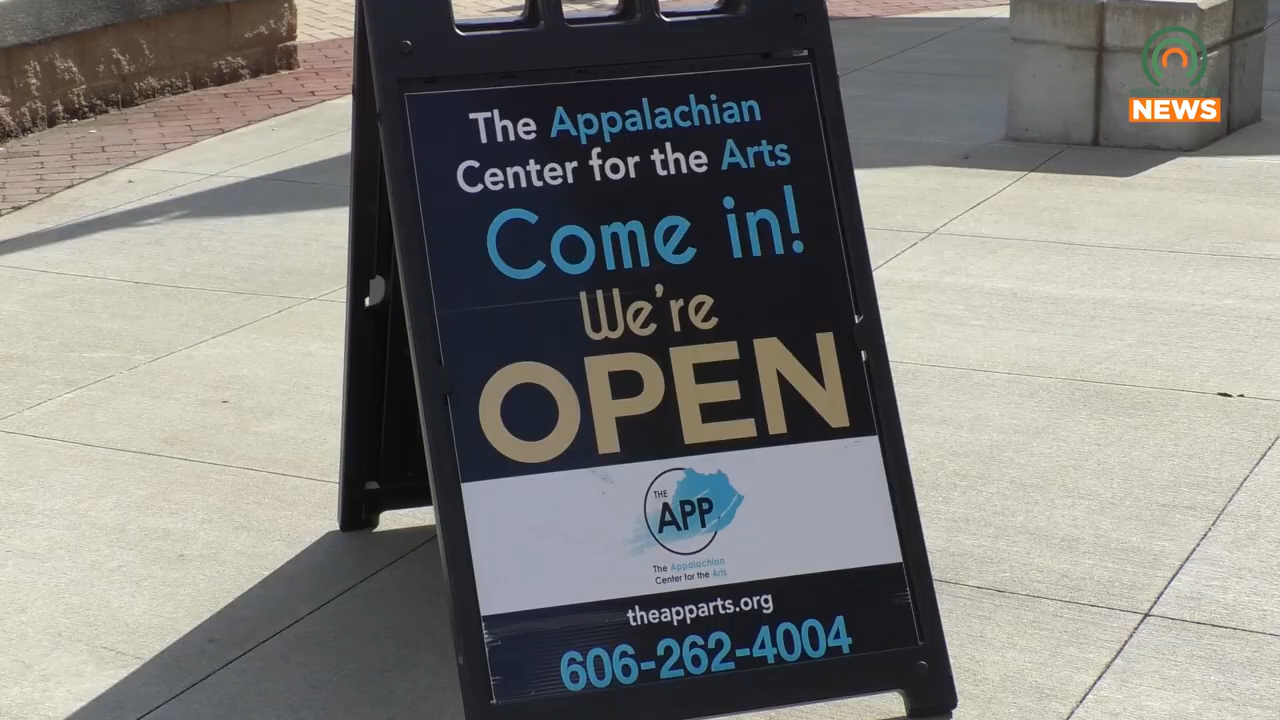 NEWS
The Appalachian
Center for the Arts
Come in!
We're
OPEN
THE
APP
The Appalachian
Center for the Arts
theapparts.org
606-262-4004